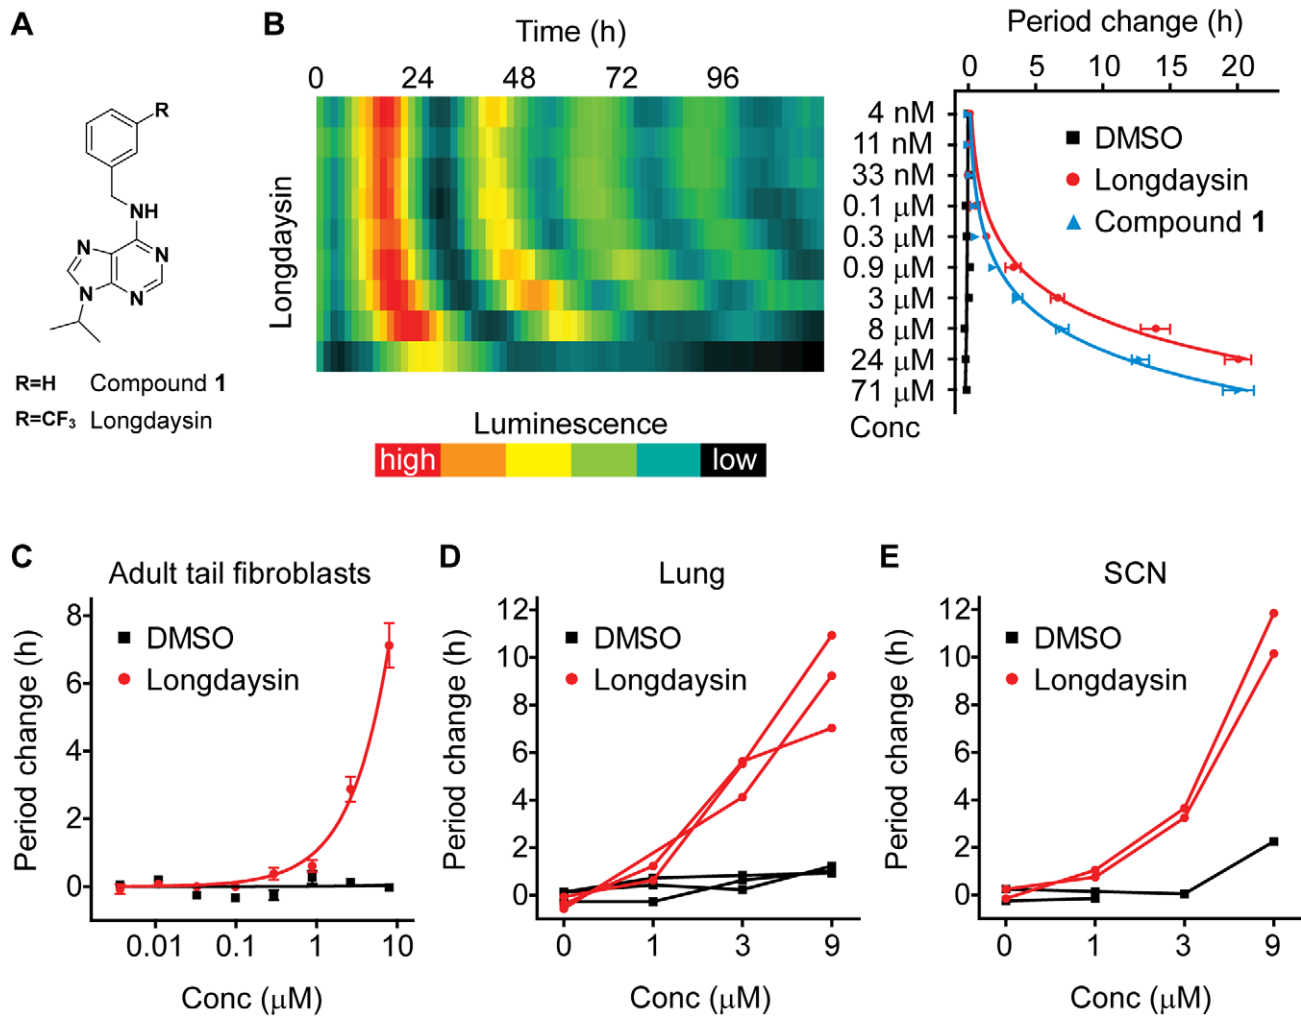 A
R
NH
N
N
N
N
R=H Compound 1
R=CF3 Longdaysin
B
Time (h)
0 24 48 72 96
Longdaysin
Luminescence
high low
Period change (h)
0 5 10 15 20
4 nM
11 nM
33 nM
0.1 μM
0.3 μM
0.9 μM
3 μM
8 μM
24 μM
71 μM
Conc
DMSO
Longdaysin
Compound 1
C
Adult tail fibroblasts
Period change (h)
8
6
4
2
0
DMSO
Longdaysin
0.01 0.1 1 10
Conc (μM)
D
Lung
Period change (h)
12
10
8
6
4
2
0
DMSO
Longdaysin
0 1 3 9
Conc (μM)
E
SCN
Period change (h)
12
10
8
6
4
2
0
DMSO
Longdaysin
0 1 3 9
Conc (μM)